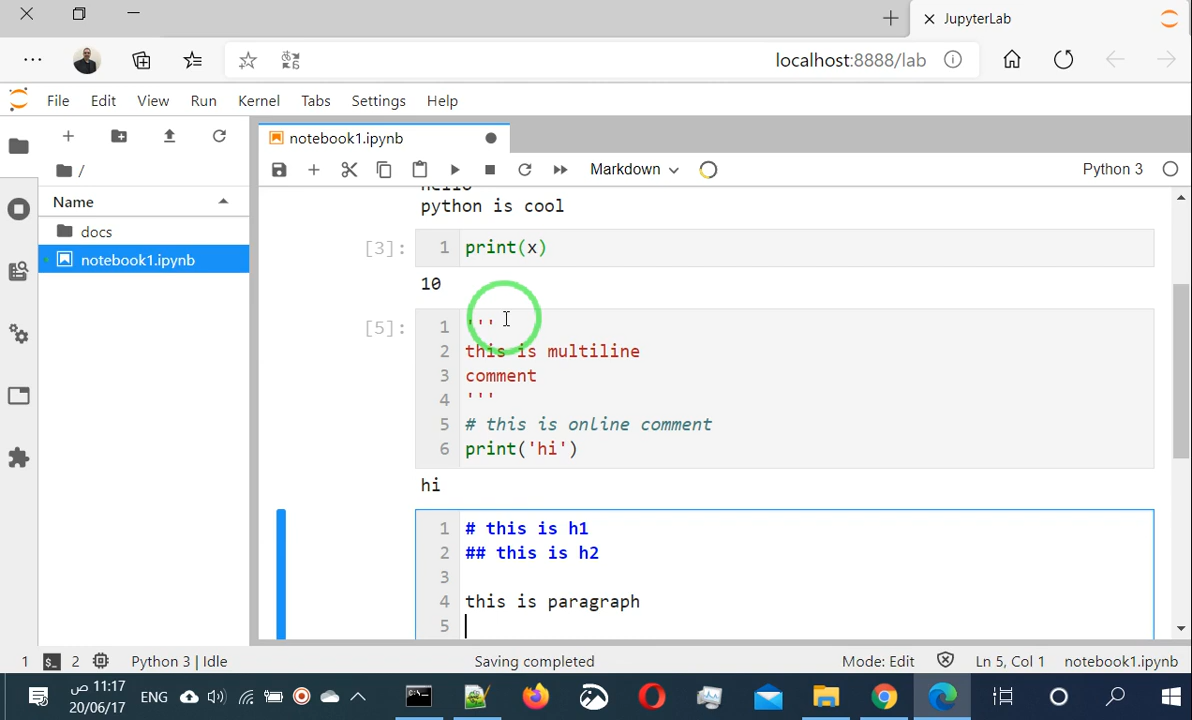 JupyterLab
localhost:8888/lab
File Edit View Run Kernel Tabs Settings Help
notebook1.ipynb
Markdown
Python 3
/
Name
docs
notebook1.ipynb
hello
python is cool
[3]: 1 print(x)
10
[5]: 1 '''
2 this is multiline
3 comment
4 '''
5 # this is online comment
6 print('hi')
hi
1 # this is h1
2 ## this is h2
3
4 this is paragraph
5
1 $_ 2 Python 3 | Idle Saving completed Mode: Edit Ln 5, Col 1 notebook1.ipynb
11:17 ص
ENG
20/06/17